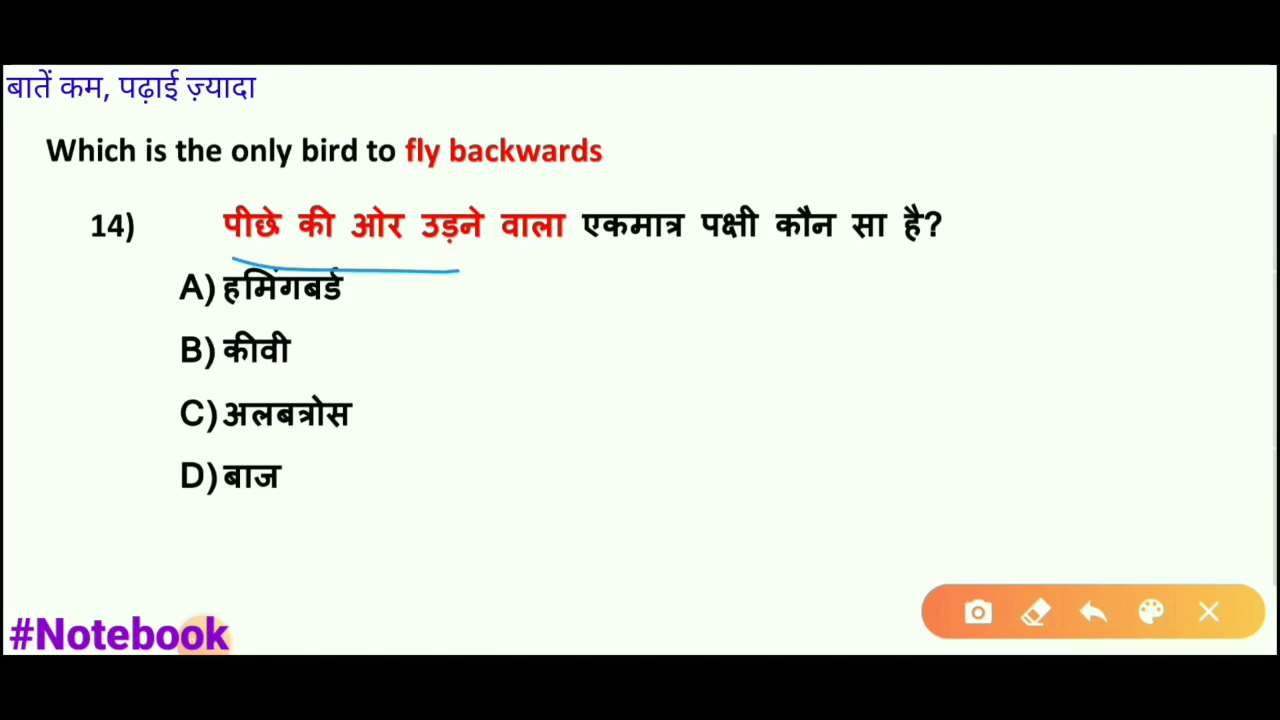 बातें कम, पढ़ाई ज़्यादा
Which is the only bird to fly backwards
14) पीछे की ओर उड़ने वाला एकमात्र पक्षी कौन सा है?
A) हमिंगबर्ड
B) कीवी
C) अलबत्रोस
D) बाज
#Notebook